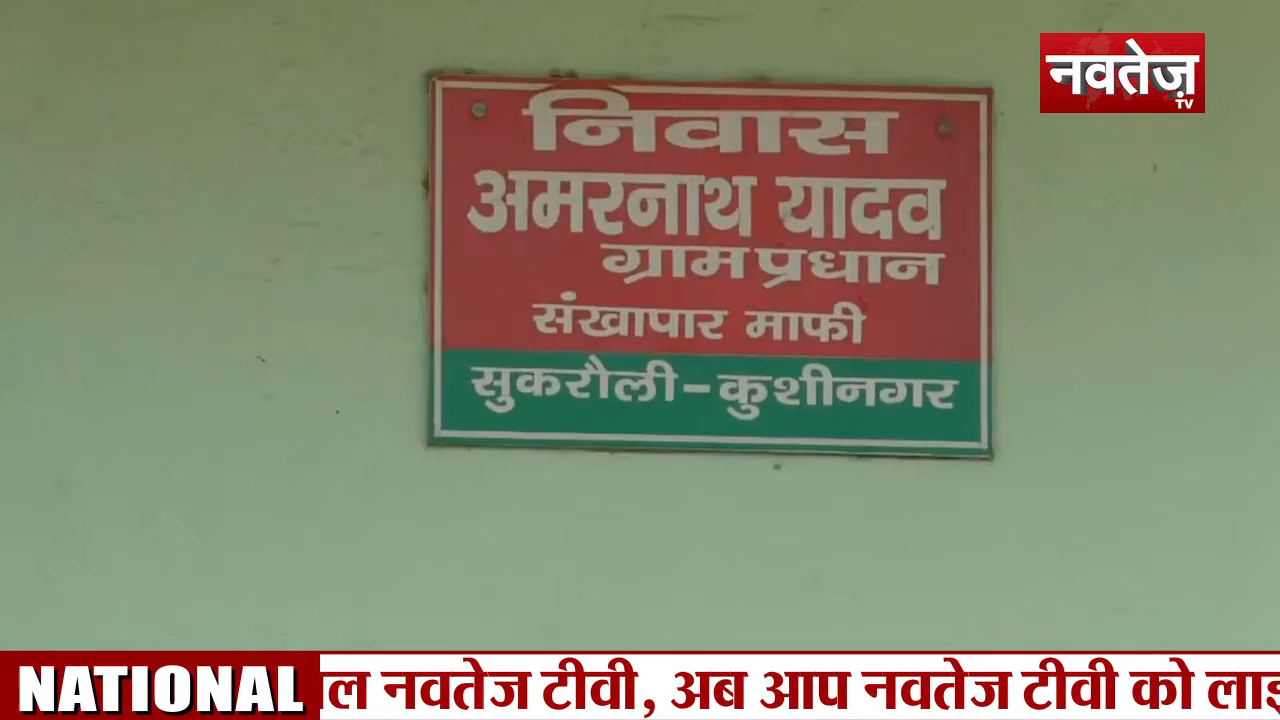 नवतेज़
TV
निवास
अमरनाथ यादव
ग्राम प्रधान
संखापार माफी
सुकरौली-कुशीनगर
NATIONAL
ल नवतेज टीवी, अब आप नवतेज टीवी को